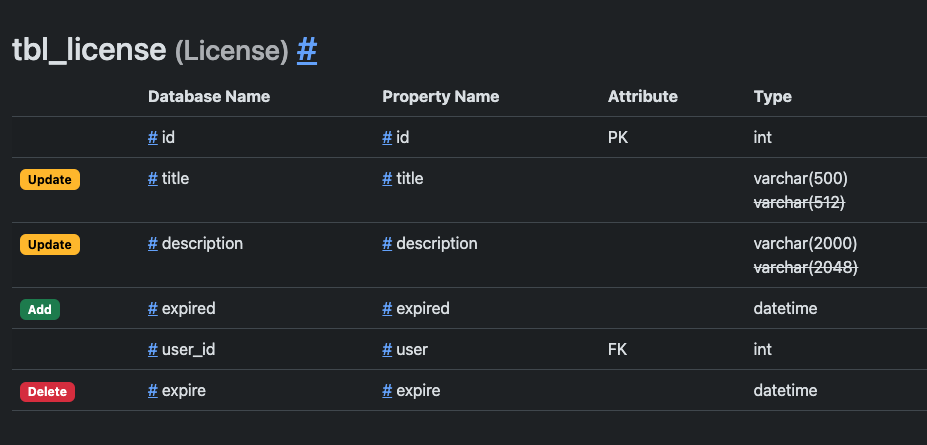 tbl_license (License) #
Database Name Property Name Attribute Type
# id # id PK int
Update # title # title varchar(500)
varchar(512)
Update # description # description varchar(2000)
varchar(2048)
Add # expired # expired datetime
# user_id # user FK int
Delete # expire # expire datetime